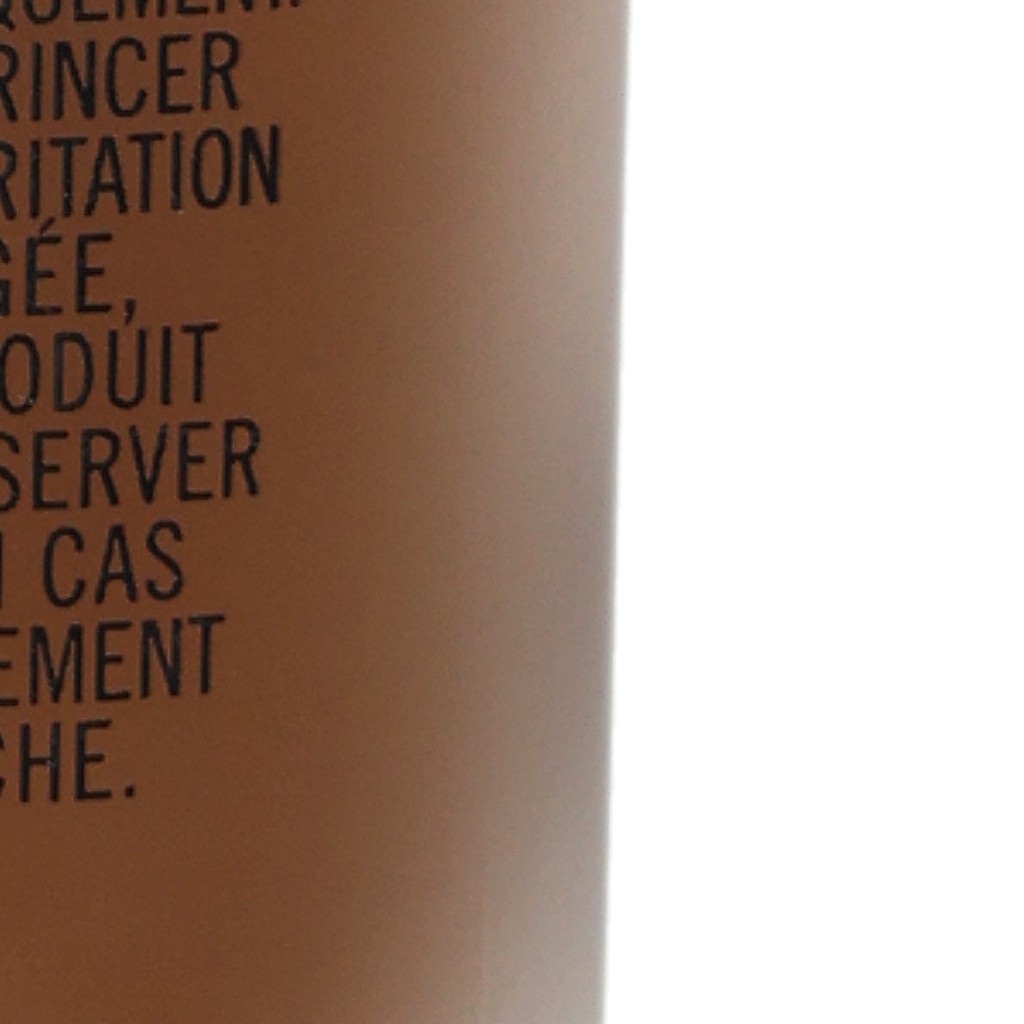 QUEMENT.
RINCER
RITATION
GÉE,
ODUIT
SERVER
CAS
EMENT
CHE.